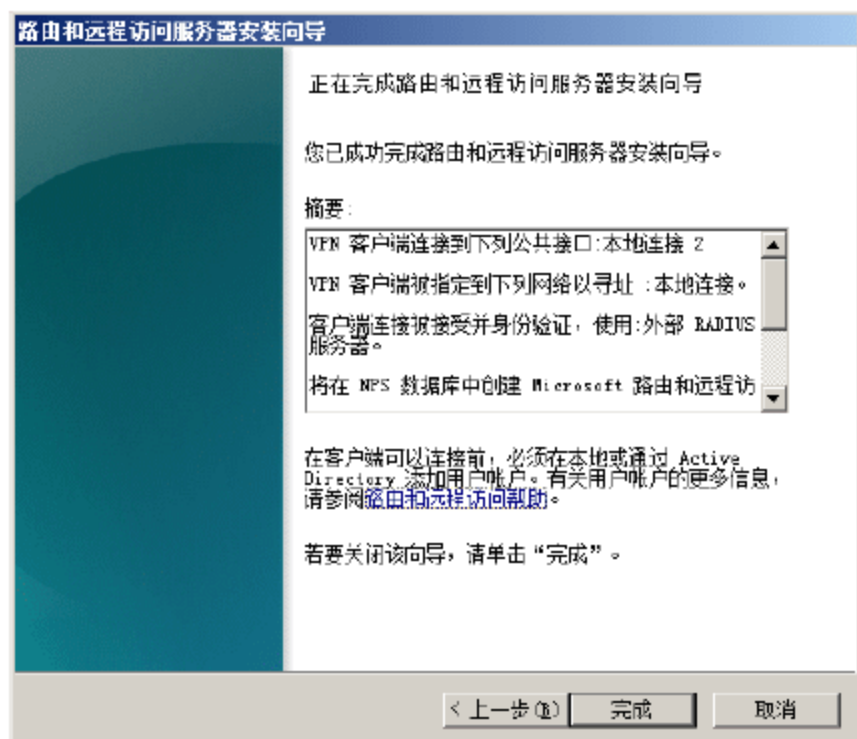 路由和远程访问服务器安装向导
正在完成路由和远程访问服务器安装向导
您已成功完成路由和远程访问服务器安装向导。
摘要:
VPN 客户端连接到下列公共接口:本地连接 2
VPN 客户端被指定到下列网络以寻址 :本地连接。
客户端连接被接受并身份验证，使用:外部 RADIUS
服务器。
将在 NPS 数据库中创建 Microsoft 路由和远程访
在客户端可以连接前，必须在本地或通过 Active
Directory 添加用户帐户。有关用户帐户的更多信息，
请参阅路由和远程访问帮助。
若要关闭该向导，请单击“完成”。
< 上一步(B) 完成 取消